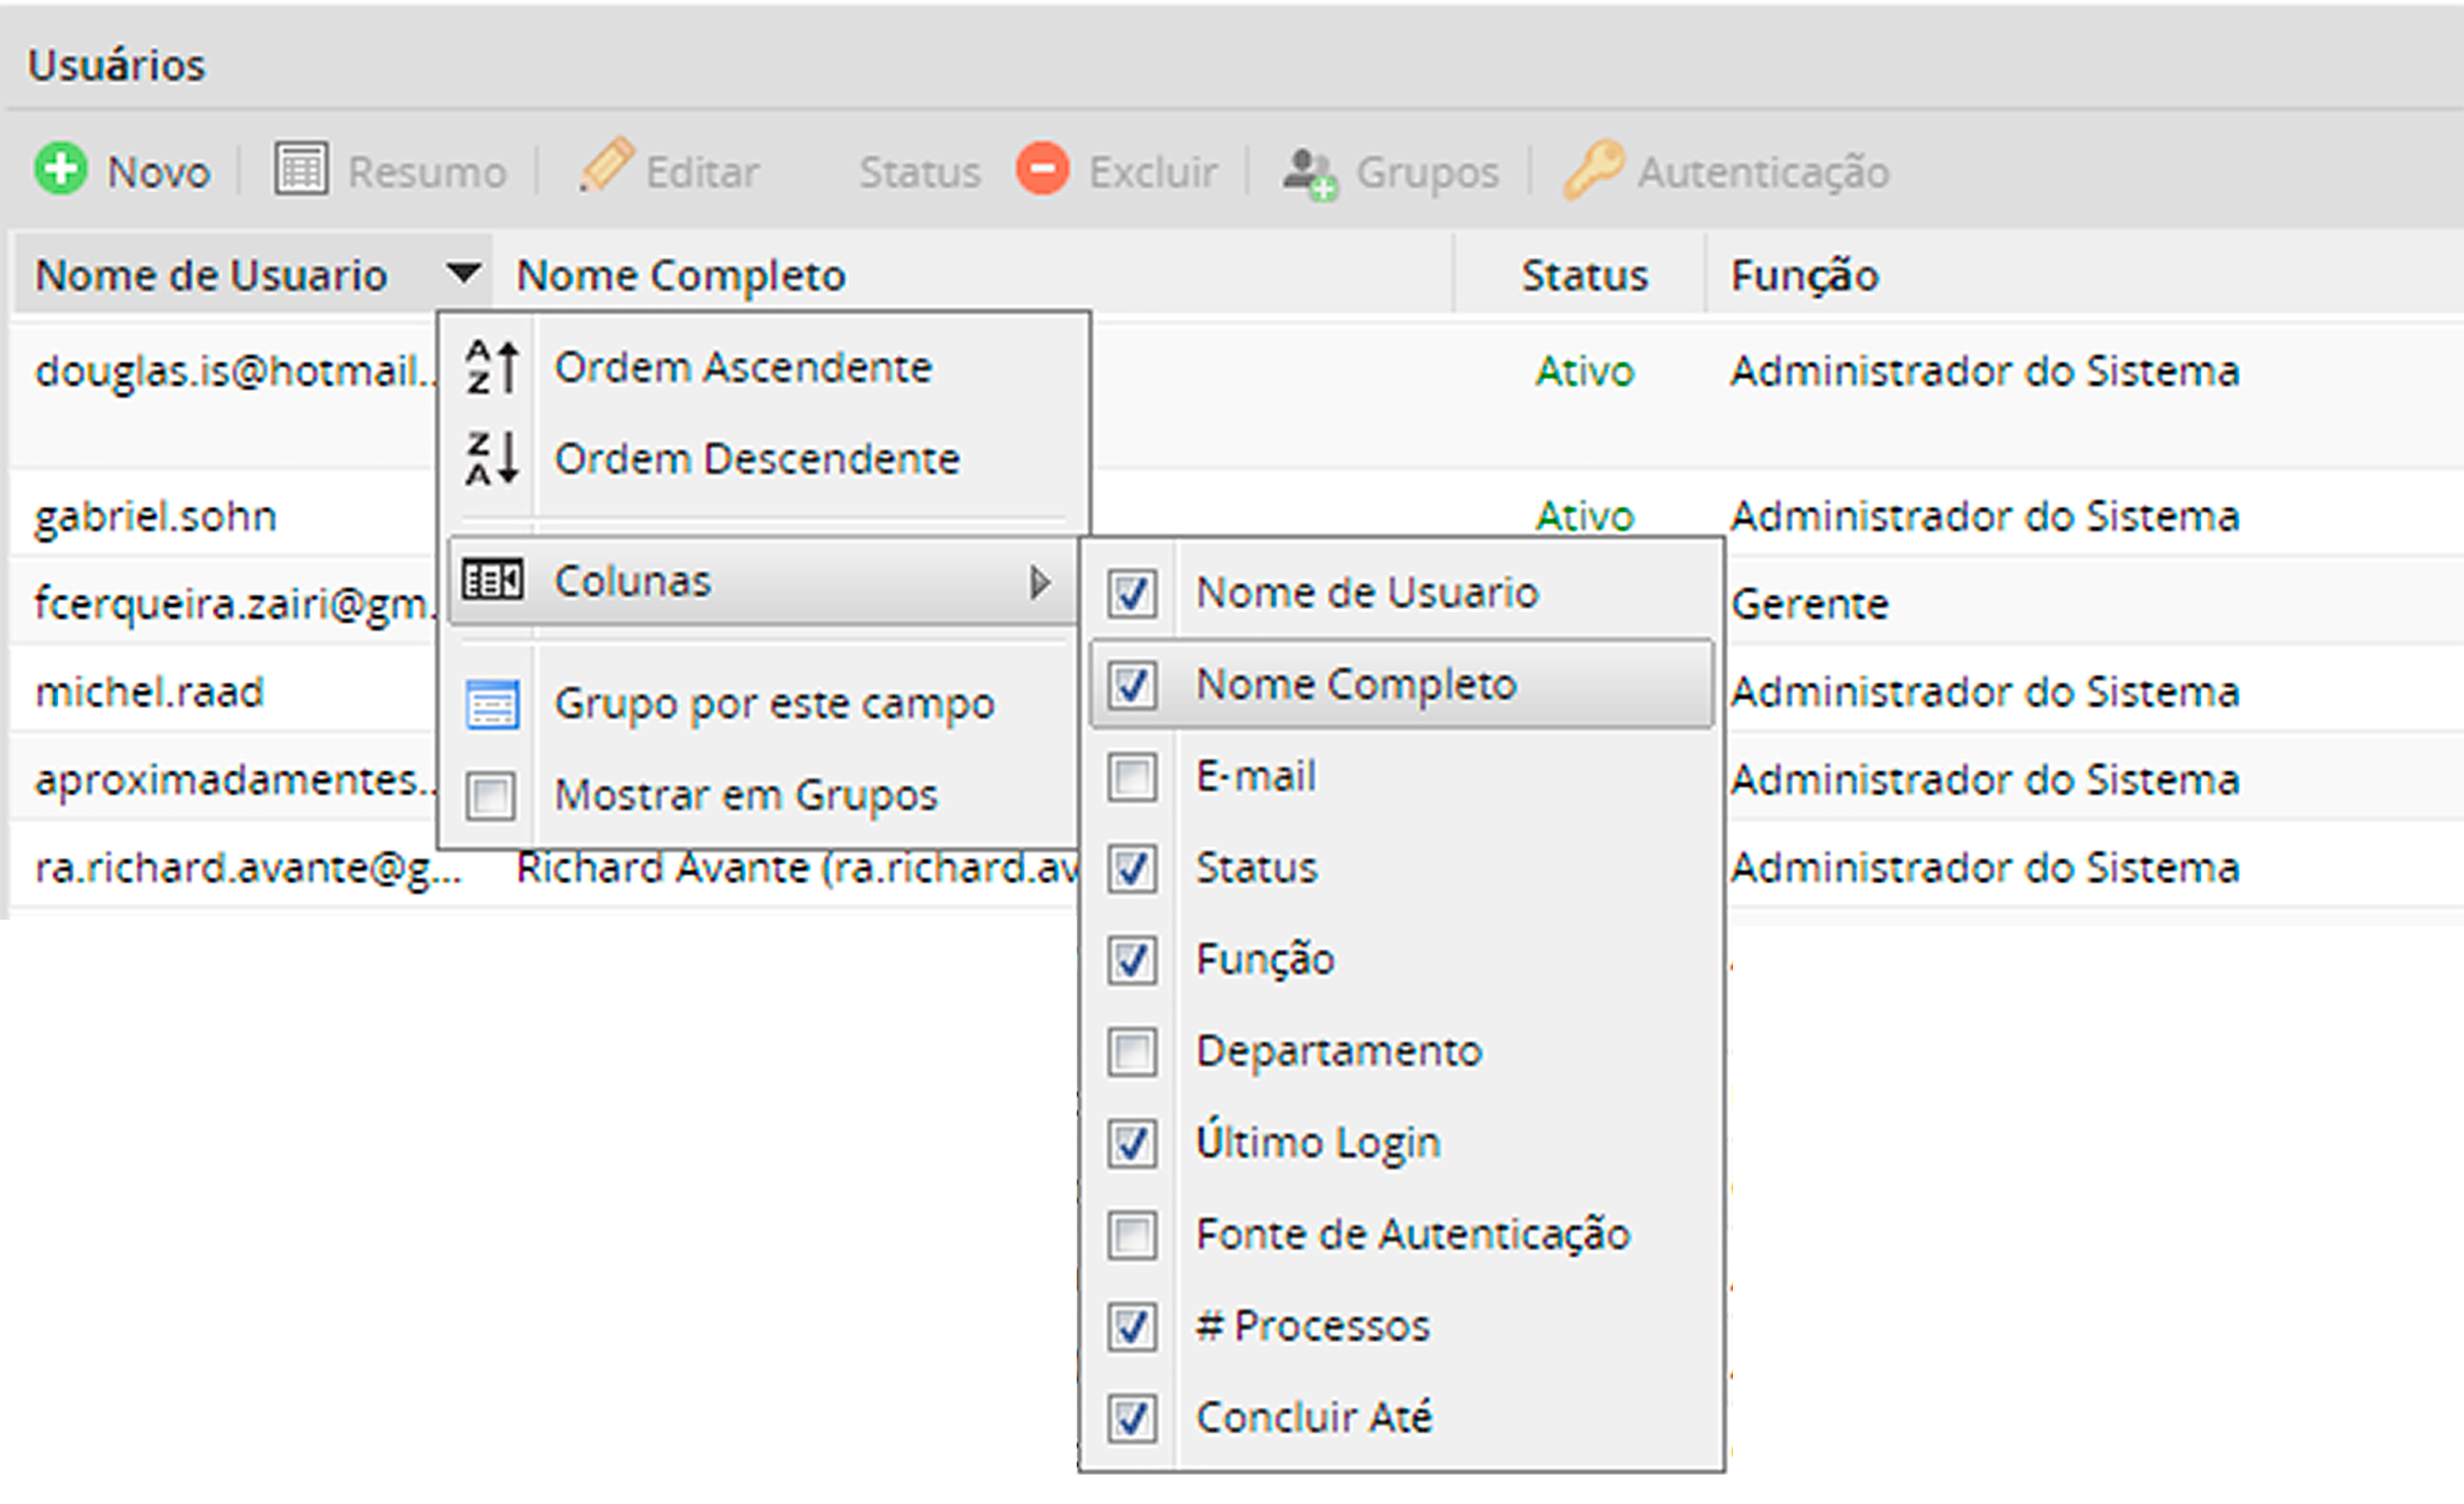 Usuários
Novo Resumo Editar Status Excluir Grupos Autenticação
Nome de Usuario Nome Completo Status Função
douglas.is@hotmail... Ativo Administrador do Sistema
gabriel.sohn Ativo Administrador do Sistema
fcerqueira.zairi@gm. Gerente
michel.raad Administrador do Sistema
aproximadamentes.. Administrador do Sistema
ra.richard.avante@g... Richard Avante (ra.richard.av Administrador do Sistema
Ordem Ascendente
Ordem Descendente
Colunas
Grupo por este campo
Mostrar em Grupos
Nome de Usuario
Nome Completo
E-mail
Status
Função
Departamento
Último Login
Fonte de Autenticação
# Processos
Concluir Até